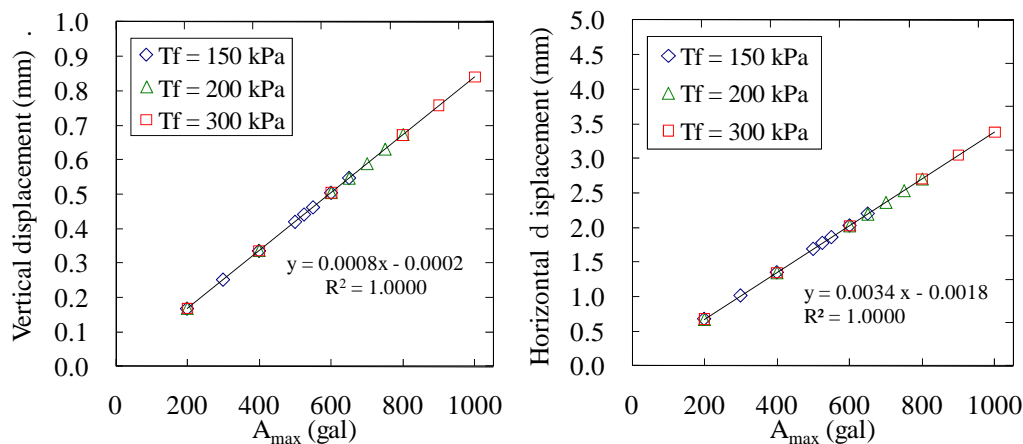 Vertical displacement (mm) .
1.0
0.9
0.8
0.7
0.6
0.5
0.4
0.3
0.2
0.1
0.0
Tf = 150 kPa
Tf = 200 kPa
Tf = 300 kPa
y = 0.0008x - 0.0002
R² = 1.0000
0 200 400 600 800 1000
Amax (gal)
Horizontal d isplacement (mm)
5.0
4.5
4.0
3.5
3.0
2.5
2.0
1.5
1.0
0.5
0.0
Tf = 150 kPa
Tf = 200 kPa
Tf = 300 kPa
y = 0.0034 x - 0.0018
R² = 1.0000
0 200 400 600 800 1000
Amax (gal)